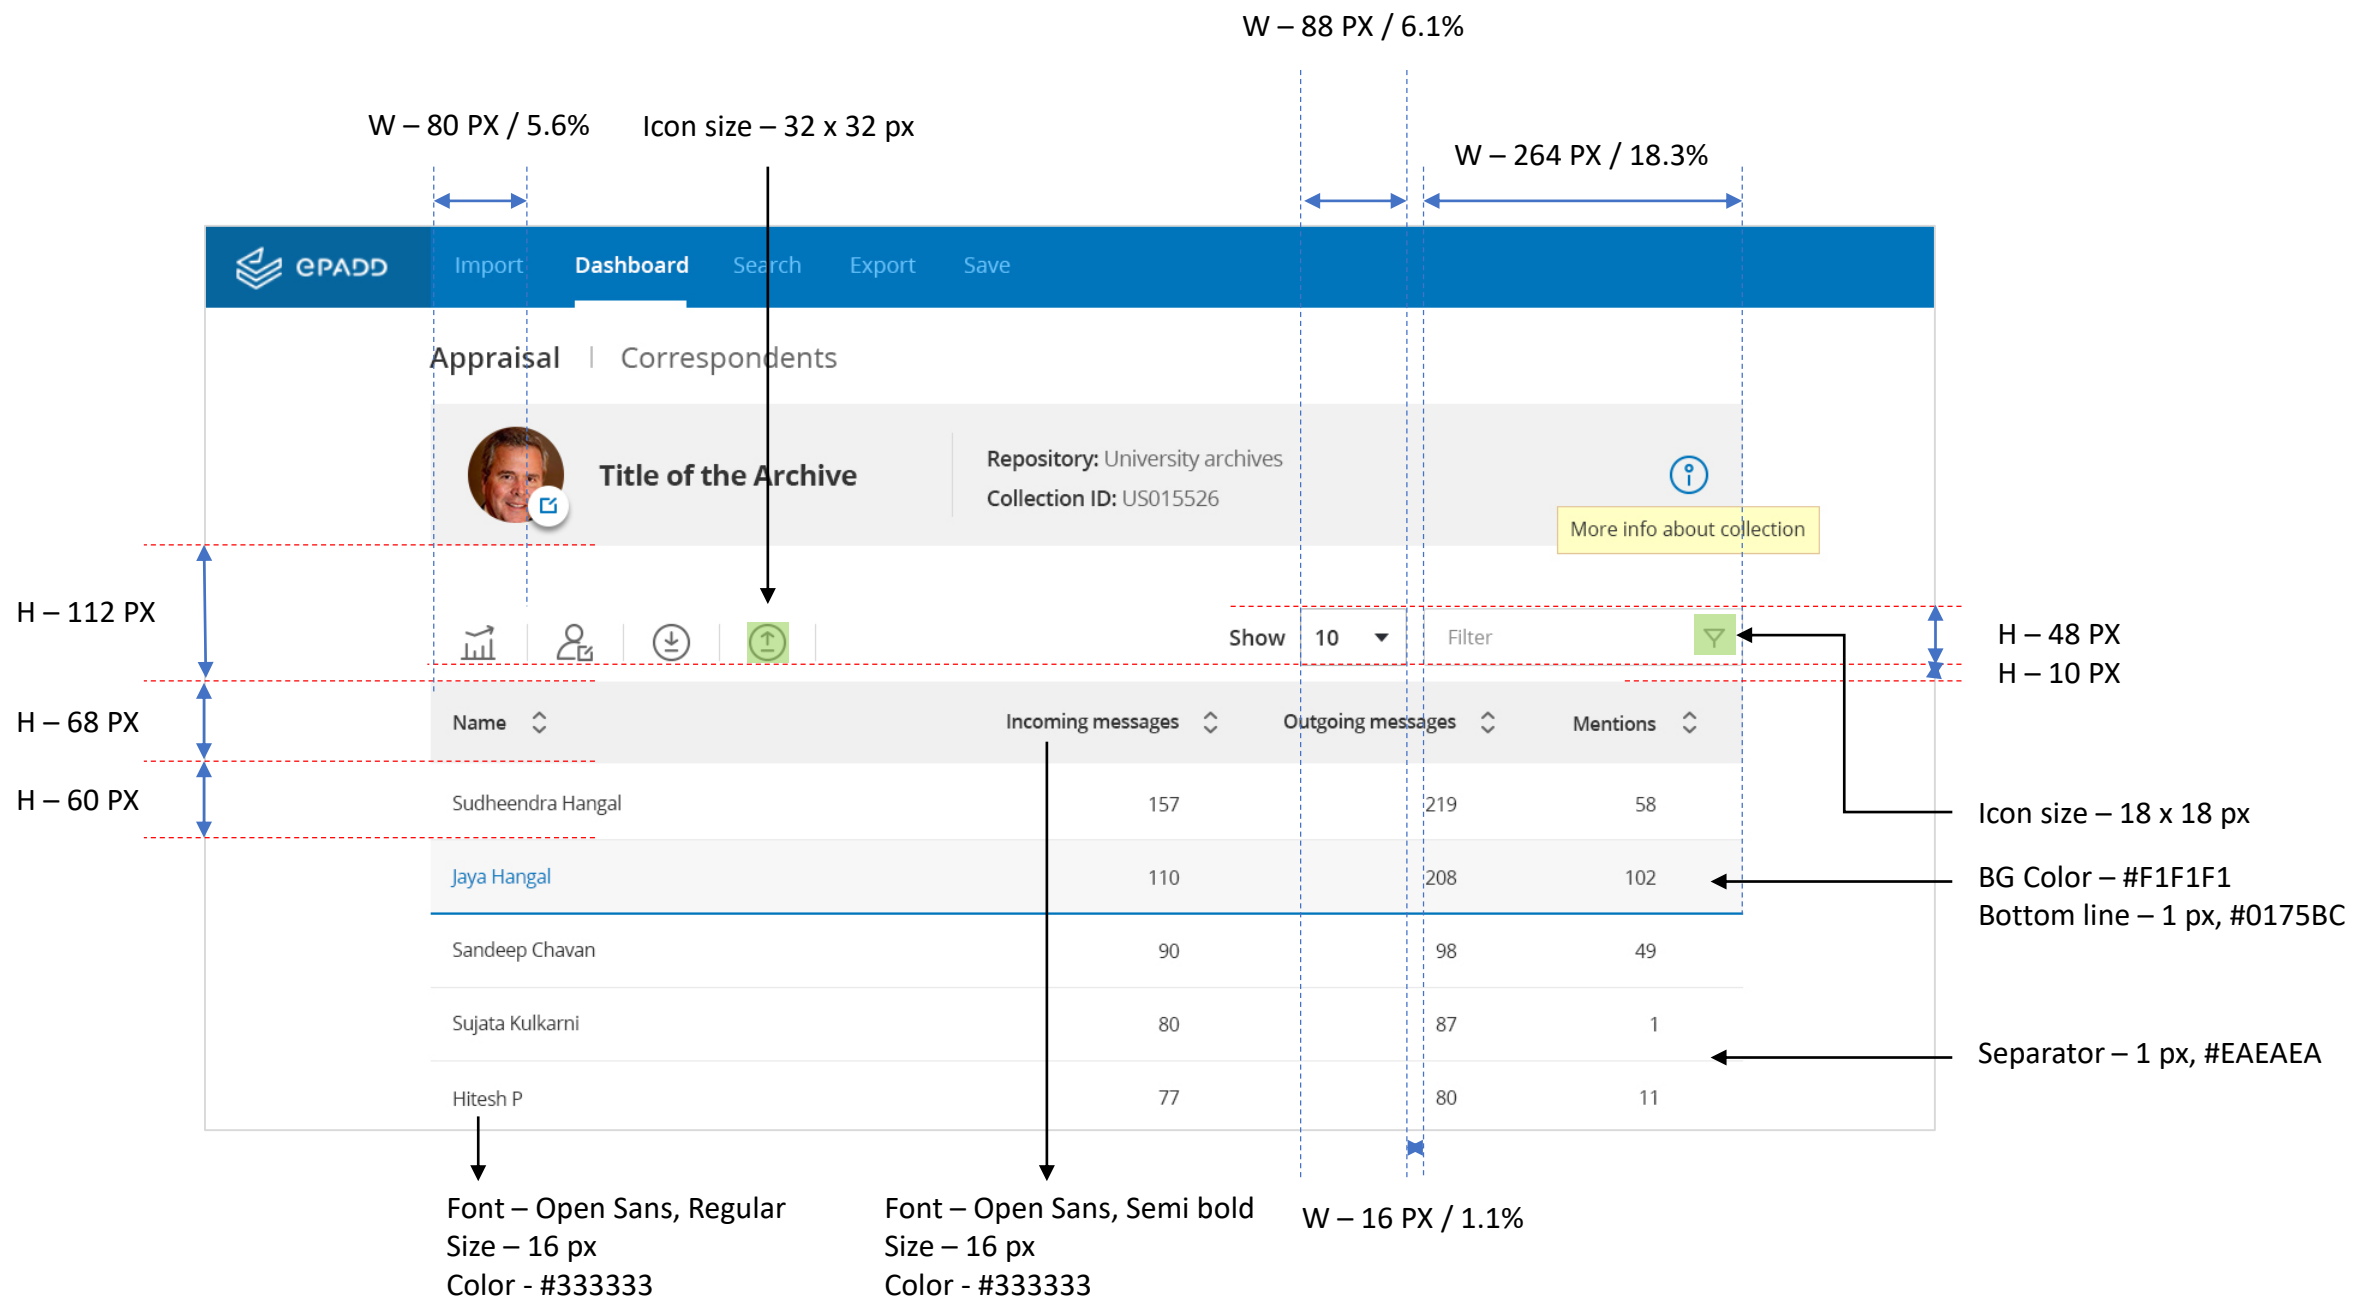 W – 88 PX / 6.1%
W – 80 PX / 5.6%
Icon size – 32 x 32 px
W – 264 PX / 18.3%
ePADD
Import
Dashboard
Search
Export
Save
Appraisal
Correspondents
Title of the Archive
Repository: University archives
Collection ID: US015526
More info about collection
H – 112 PX
Show
10
Filter
H – 48 PX
H – 10 PX
H – 68 PX
Name
Incoming messages
Outgoing messages
Mentions
H – 60 PX
Sudheendra Hangal
157
219
58
Icon size – 18 x 18 px
Jaya Hangal
110
208
102
BG Color – #F1F1F1
Bottom line – 1 px, #0175BC
Sandeep Chavan
90
98
49
Sujata Kulkarni
80
87
1
Separator – 1 px, #EAEAEA
Hitesh P
77
80
11
Font – Open Sans, Regular
Size – 16 px
Color - #333333
Font – Open Sans, Semi bold
Size – 16 px
Color - #333333
W – 16 PX / 1.1%